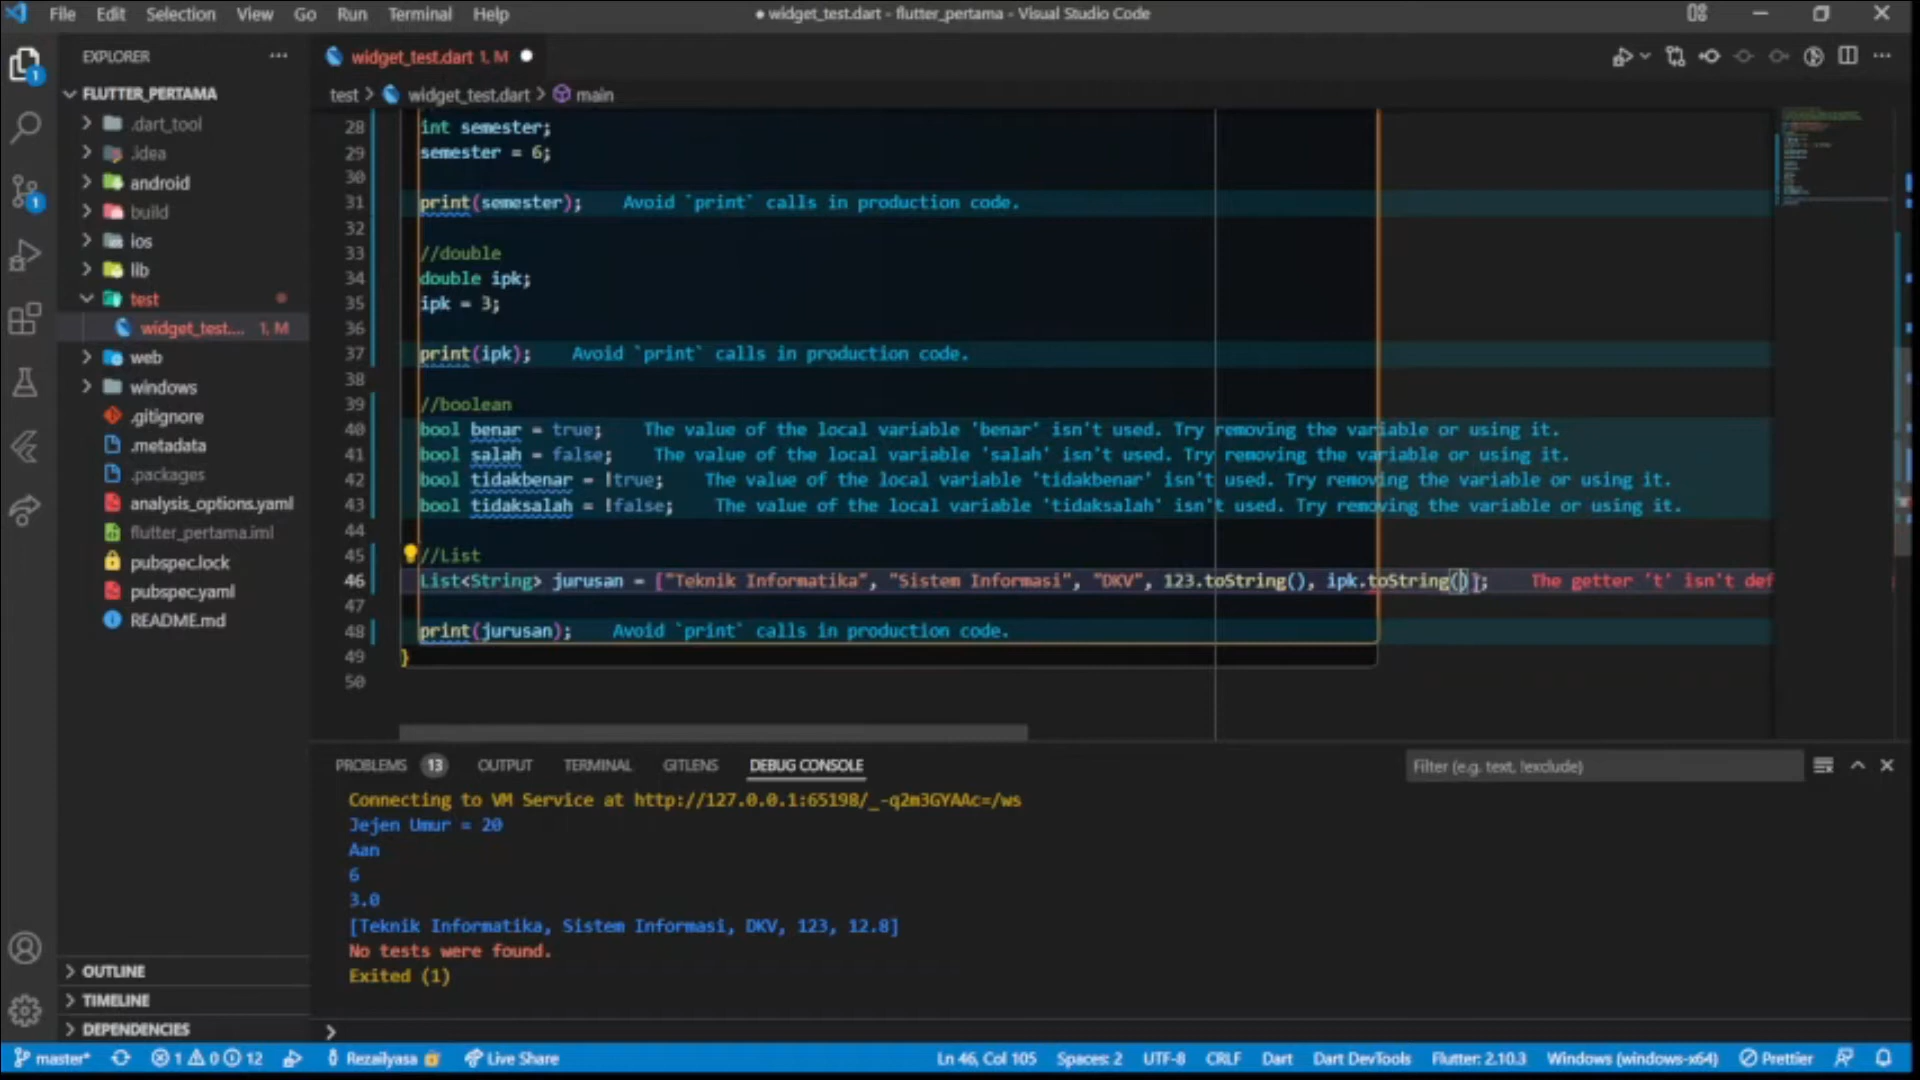 File Edit Selection View Go Run Terminal Help
● widget_test.dart - flutter_pertama - Visual Studio Code
EXPLORER
FLUTTER_PERTAMA
.dart_tool
.idea
android
build
ios
lib
test
widget_test.... 1, M
web
windows
.gitignore
.metadata
.packages
analysis_options.yaml
flutter_pertama.iml
pubspec.lock
pubspec.yaml
README.md
OUTLINE
TIMELINE
DEPENDENCIES
widget_test.dart 1, M
test > widget_test.dart > main
28 int semester;
29 semester = 6;
30
31 print(semester); Avoid `print` calls in production code.
32
33 //double
34 double ipk;
35 ipk = 3;
36
37 print(ipk); Avoid `print` calls in production code.
38
39 //boolean
40 bool benar = true; The value of the local variable 'benar' isn't used. Try removing the variable or using it.
41 bool salah = false; The value of the local variable 'salah' isn't used. Try removing the variable or using it.
42 bool tidakbenar = !true; The value of the local variable 'tidakbenar' isn't used. Try removing the variable or using it.
43 bool tidaksalah = !false; The value of the local variable 'tidaksalah' isn't used. Try removing the variable or using it.
44
45 //List
46 List<String> jurusan = ["Teknik Informatika", "Sistem Informasi", "DKV", 123.toString(), ipk.toString()]; The getter 't' isn't def
47
48 print(jurusan); Avoid `print` calls in production code.
49 }
50
PROBLEMS 13 OUTPUT TERMINAL GITLENS DEBUG CONSOLE
Filter (e.g. text, !exclude)
Connecting to VM Service at http://127.0.0.1:65198/_-q2m3GYAAc=/ws
Jejen Umur = 20
Aan
6
3.0
[Teknik Informatika, Sistem Informasi, DKV, 123, 12.8]
No tests were found.
Exited (1)
master* 1 0 12 Rezailyasa Live Share Ln 46, Col 105 Spaces: 2 UTF-8 CRLF Dart Dart DevTools Flutter: 2.10.3 Windows (windows-x64) Prettier